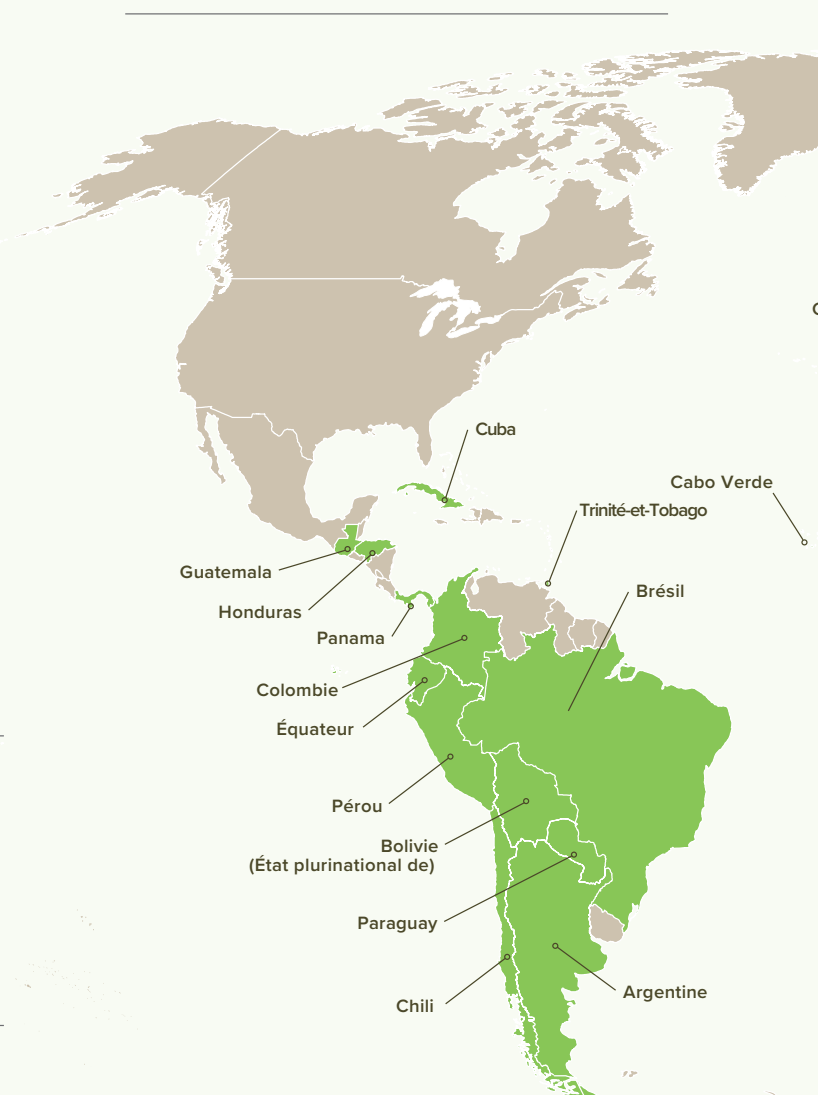 Cuba
Cabo Verde
Trinité-et-Tobago
Guatemala
Brésil
Honduras
Panama
Colombie
Équateur
Pérou
Bolivie
(État plurinational de)
Paraguay
Argentine
Chili